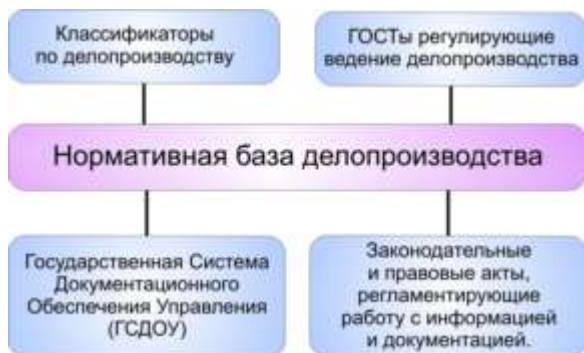 Классификаторы
по делопроизводству
ГОСТы регулирующие
ведение делопроизводства
Нормативная база делопроизводства
Государственная Система
Документационного
Обеспечения Управления
(ГСДОУ)
Законодательные
и правовые акты,
регламентирующие
работу с информацией
и документацией.